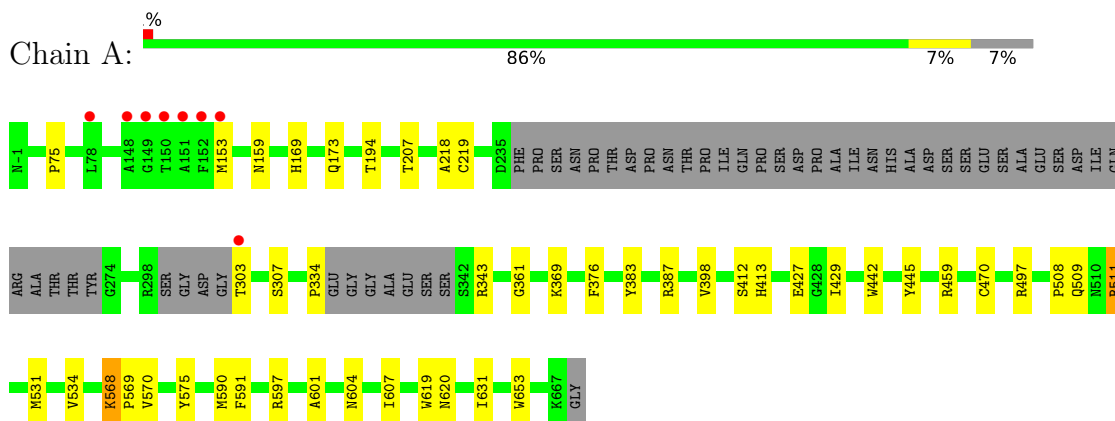 .%
Chain A:
86% 7% 7%
N-1 P75 L78 A148 G149 T150 A151 F152 M153 N159 H169 Q173 T194 T207 A218 C219 D235 PHE PRO SER ASN PRO THR ASP PRO ASN THR PRO ILE GLN PRO SER ASP PRO ALA ILE ASN HIS ALA ASP SER SER GLU SER ALA GLU SER ASP ILE GLN
ARG ALA THR THR TYR G274 R298 SER GLY ASP GLY T303 S307 P334 GLU GLY GLY ALA GLU SER SER S342 R343 G361 K369 F376 Y383 R387 V398 S412 H413 E427 G428 I429 W442 Y445 R459 C470 R497 P508 Q509 N510
M531 V534 K568 P569 V570 Y575 M590 F591 R597 A601 N604 I607 W619 N620 I631 W653 K667 GLY